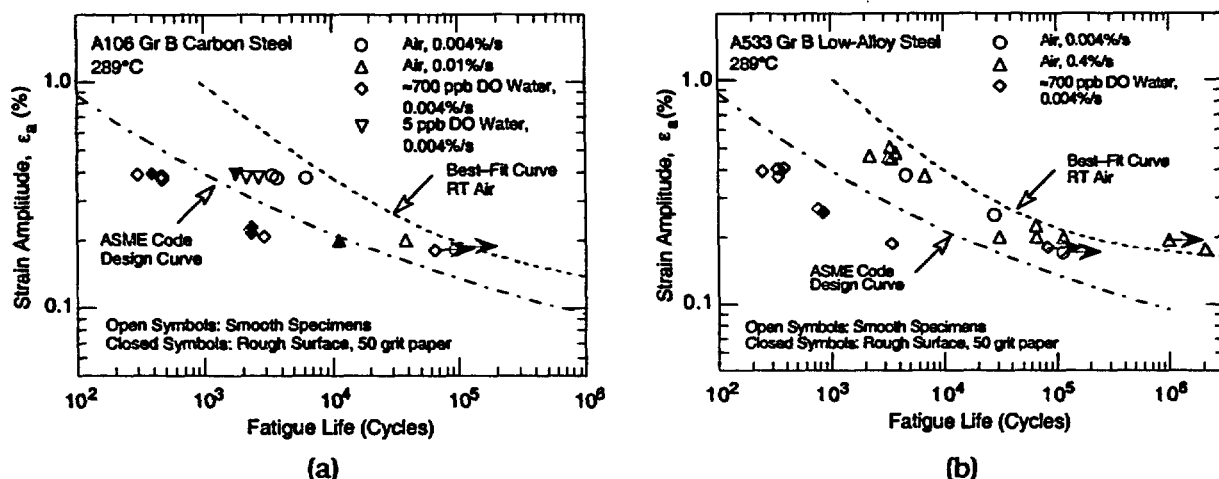 A106 Gr B Carbon Steel
289°C
Air, 0.004%/s
Air, 0.01%/s
≈700 ppb DO Water,
0.004%/s
5 ppb DO Water,
0.004%/s
Best–Fit Curve
RT Air
ASME Code
Design Curve
Open Symbols: Smooth Specimens
Closed Symbols: Rough Surface, 50 grit paper
Strain Amplitude, εa (%)
1.0
0.1
10² 10³ 10⁴ 10⁵ 10⁶
Fatigue Life (Cycles)
(a)
A533 Gr B Low-Alloy Steel
289°C
Air, 0.004%/s
Air, 0.4%/s
≈700 ppb DO Water,
0.004%/s
Best–Fit Curve
RT Air
ASME Code
Design Curve
Open Symbols: Smooth Specimens
Closed Symbols: Rough Surface, 50 grit paper
Strain Amplitude, εa (%)
1.0
0.1
10² 10³ 10⁴ 10⁵ 10⁶
Fatigue Life (Cycles)
(b)